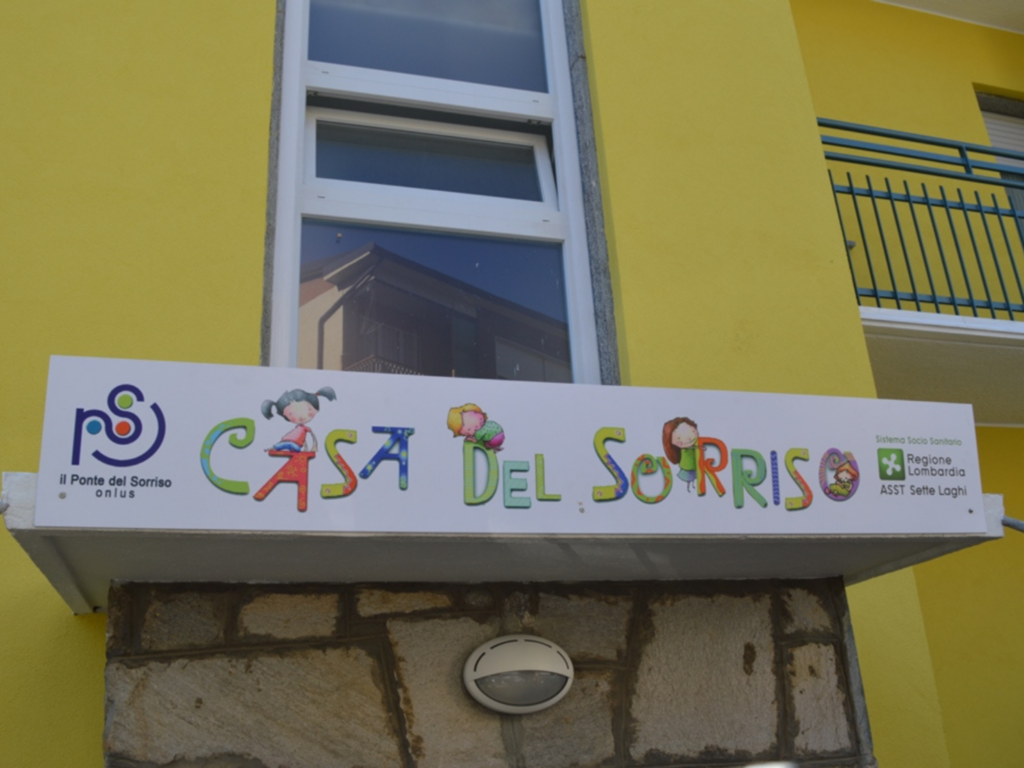 PS
il Ponte del Sorriso
onlus
CASA DEL SORRISO
Sistema Socio Sanitario
Regione
Lombardia
ASST Sette Laghi